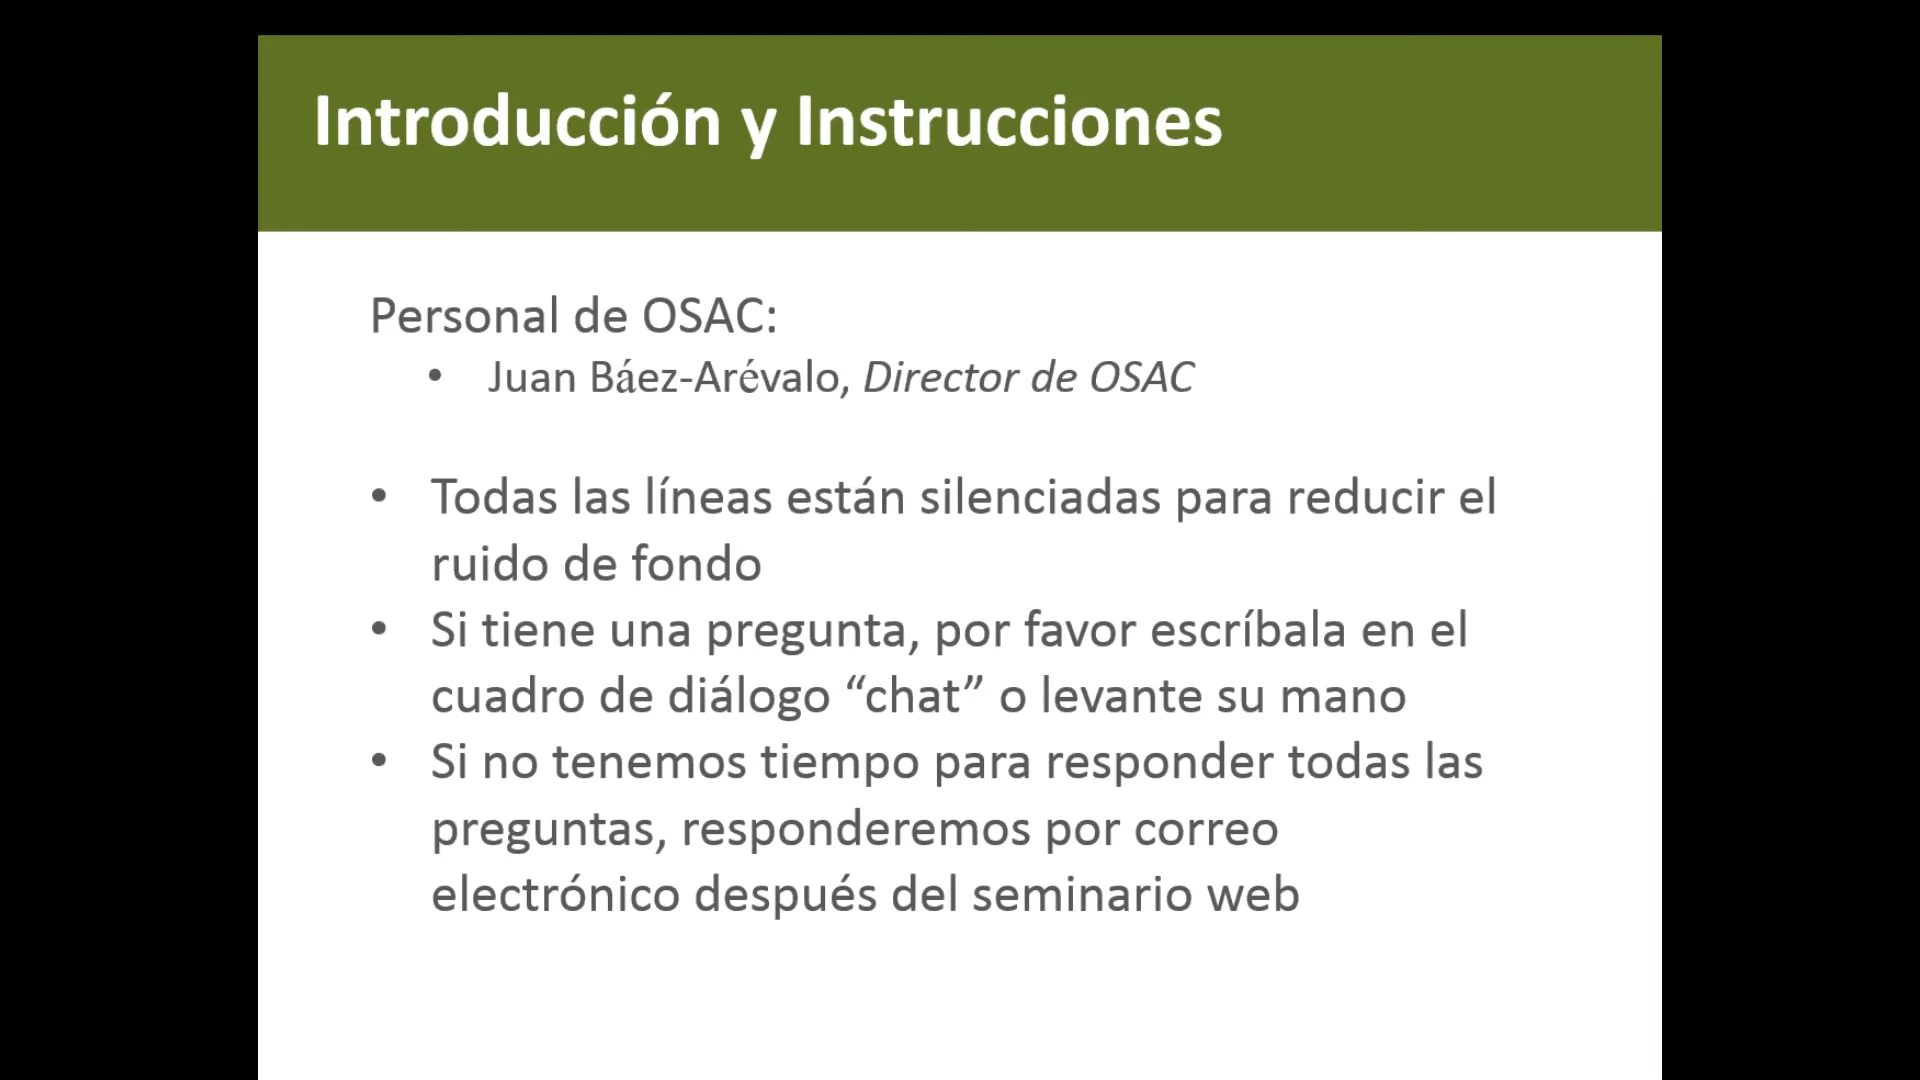 Introducción y Instrucciones
Personal de OSAC:
• Juan Báez-Arévalo, Director de OSAC
• Todas las líneas están silenciadas para reducir el
ruido de fondo
• Si tiene una pregunta, por favor escríbala en el
cuadro de diálogo “chat” o levante su mano
• Si no tenemos tiempo para responder todas las
preguntas, responderemos por correo
electrónico después del seminario web